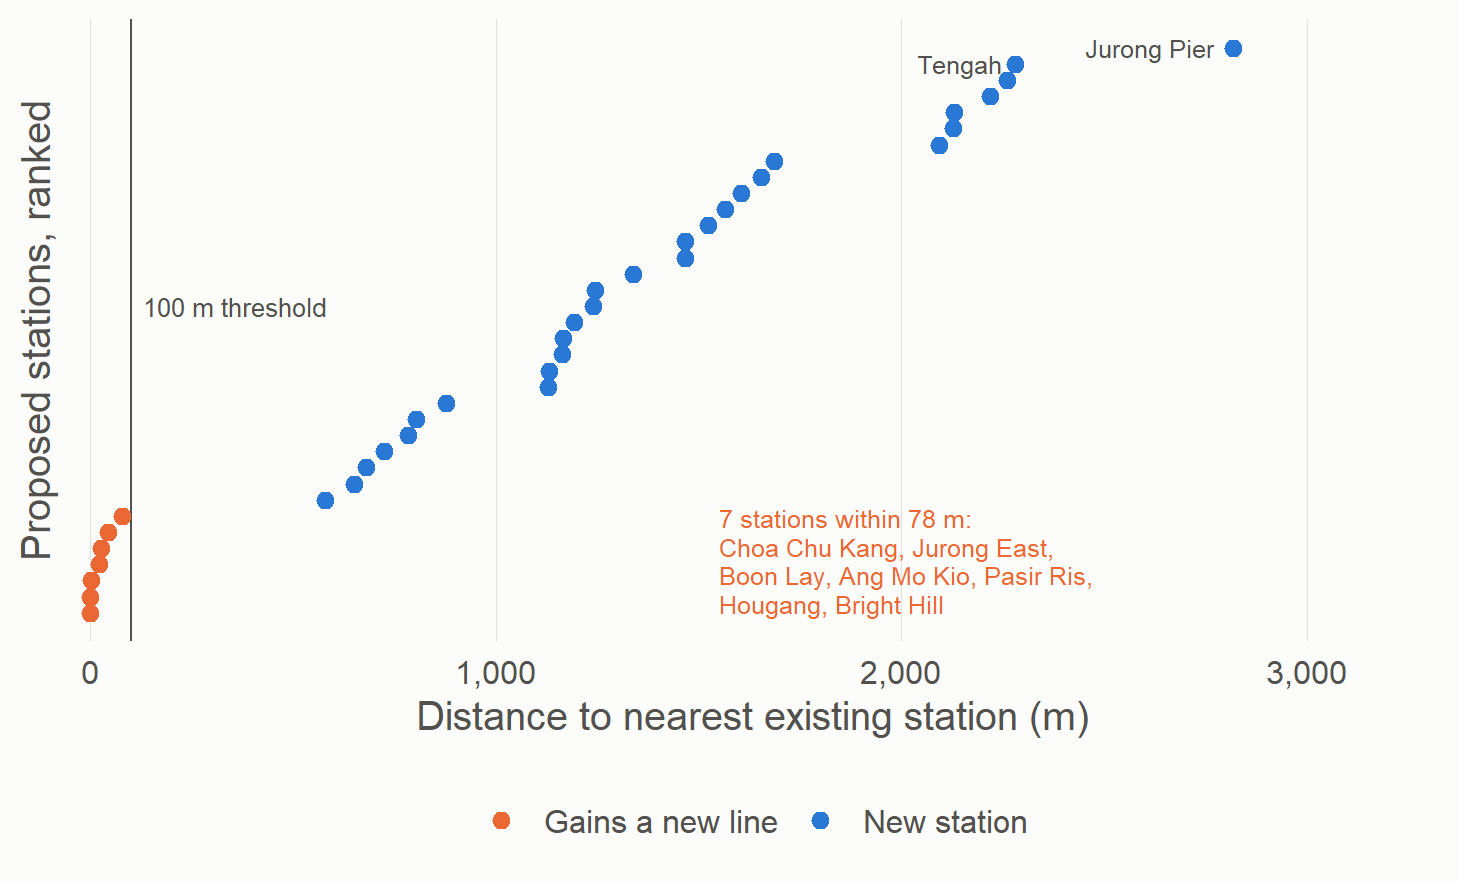 Jurong Pier
Tengah
Proposed stations, ranked
100 m threshold
7 stations within 78 m:
Choa Chu Kang, Jurong East,
Boon Lay, Ang Mo Kio, Pasir Ris,
Hougang, Bright Hill
0
1,000
2,000
3,000
Distance to nearest existing station (m)
Gains a new line
New station